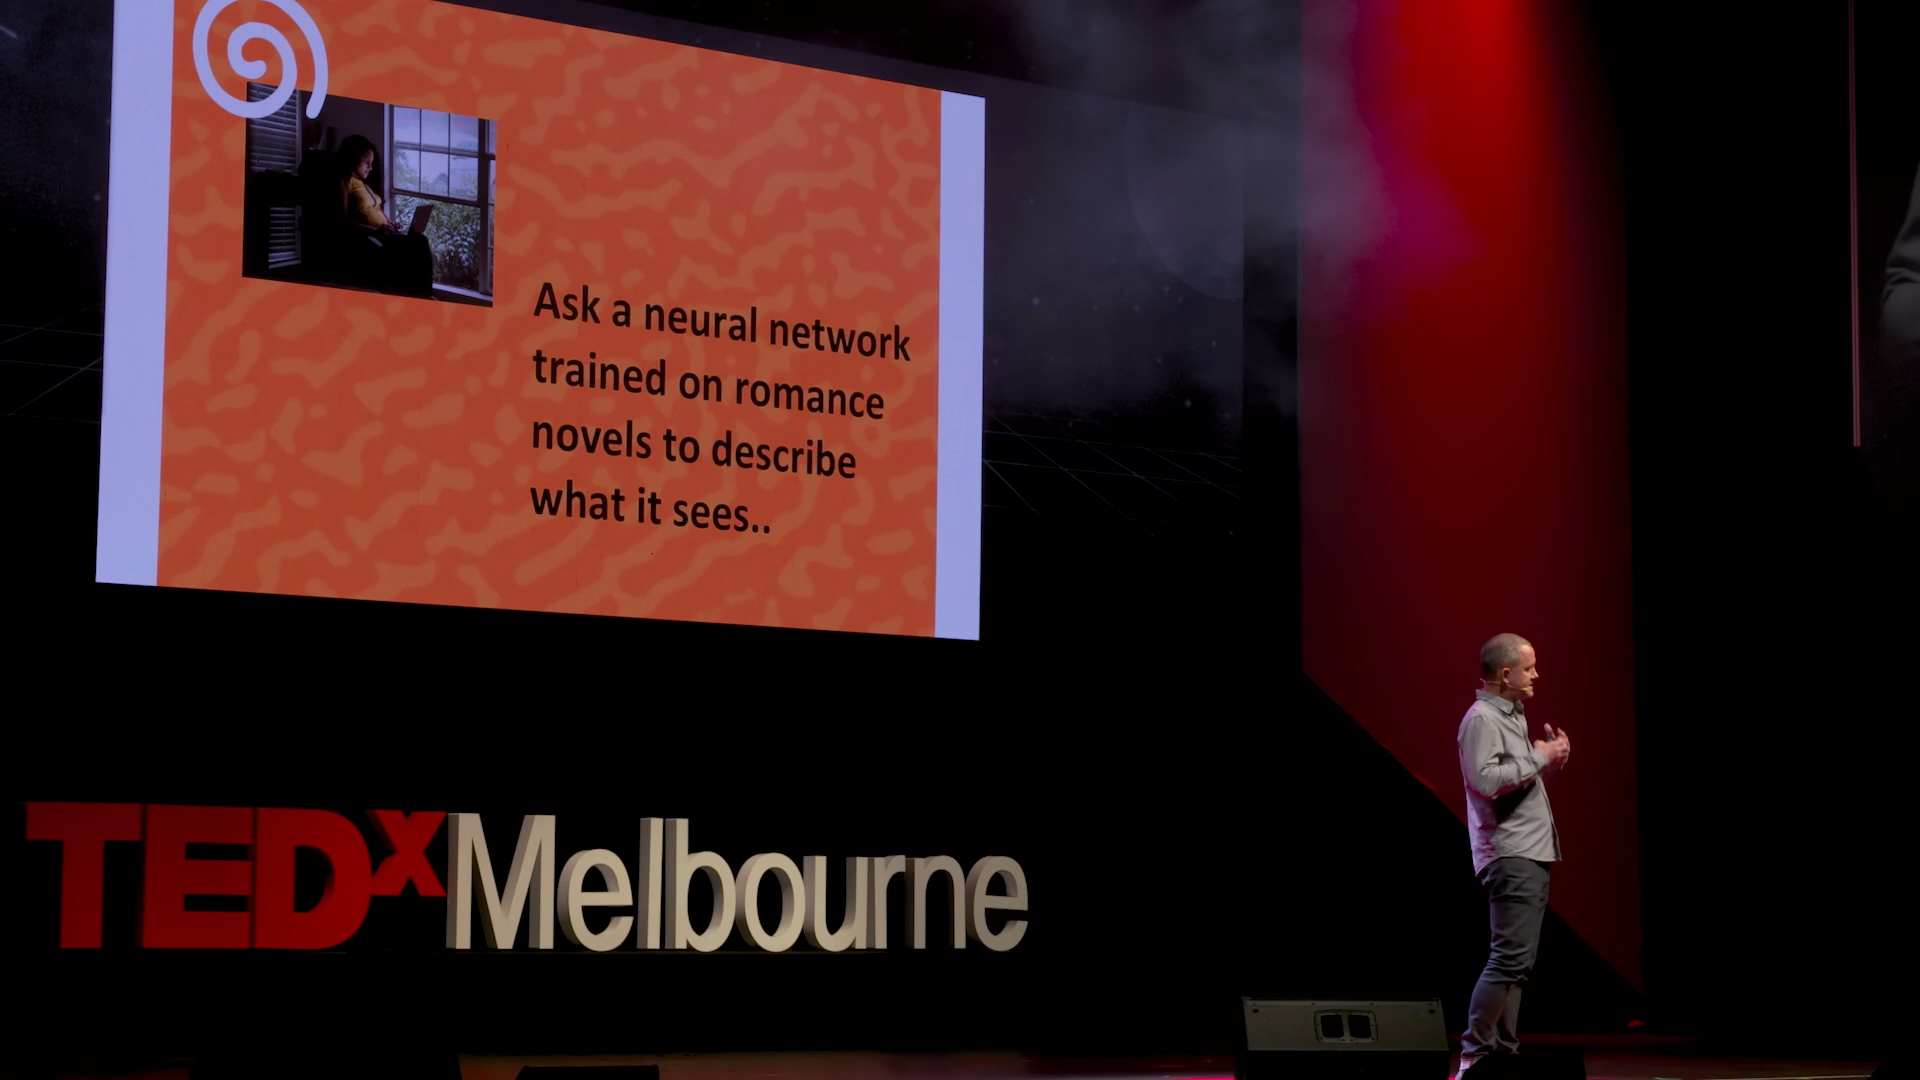 Ask a neural network
trained on romance
novels to describe
what it sees..
TEDxMelbourne